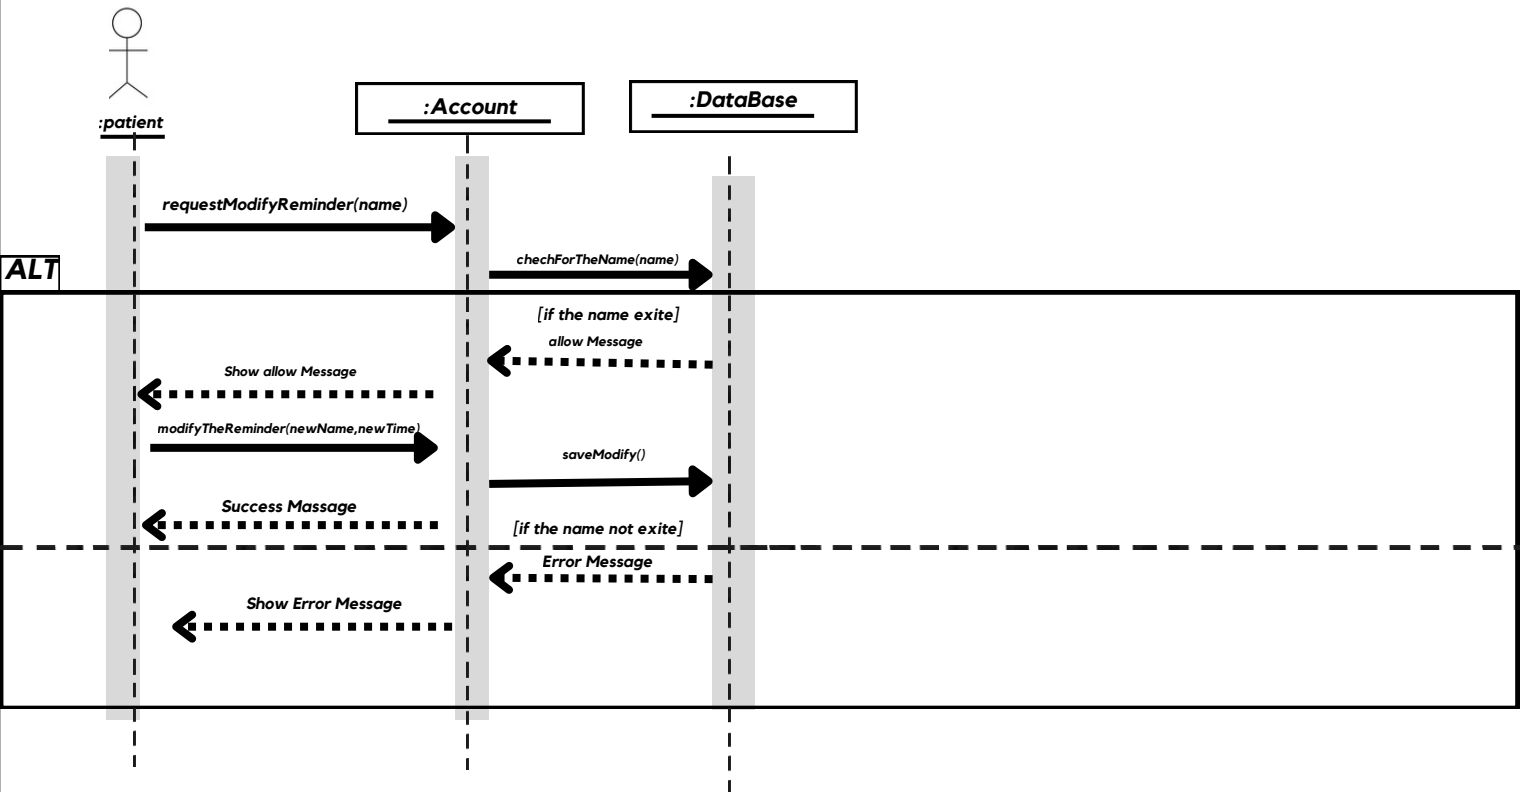 :patient
:Account
:DataBase
requestModifyReminder(name)
chechForTheName(name)
ALT
[if the name exite]
allow Message
Show allow Message
modifyTheReminder(newName,newTime)
saveModify()
Success Massage
[if the name not exite]
Error Message
Show Error Message